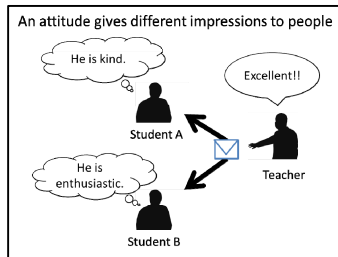 An attitude gives different impressions to people
He is kind.
Excellent!!
Student A
He is
enthusiastic.
Teacher
Student B